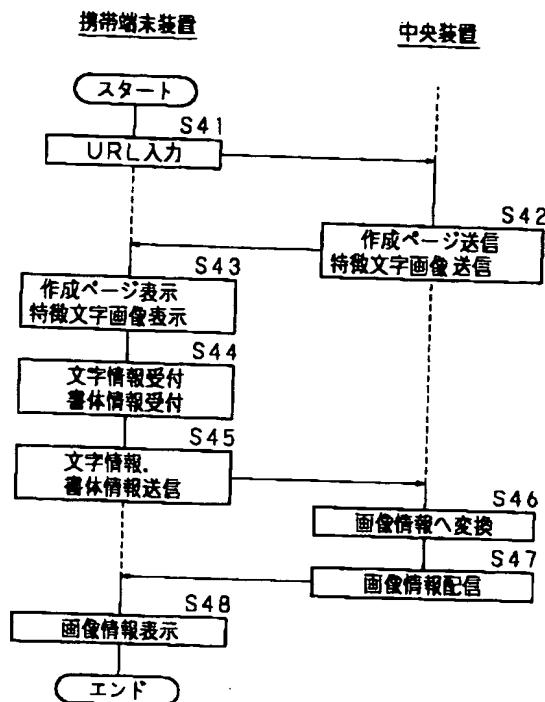 携帯端末装置
中央装置
スタート
S41
URL入力
S42
作成ページ送信
特徴文字画像送信
S43
作成ページ表示
特徴文字画像表示
S44
文字情報受付
書体情報受付
S45
文字情報.
書体情報送信
S46
画像情報へ変換
S47
画像情報配信
S48
画像情報表示
エンド